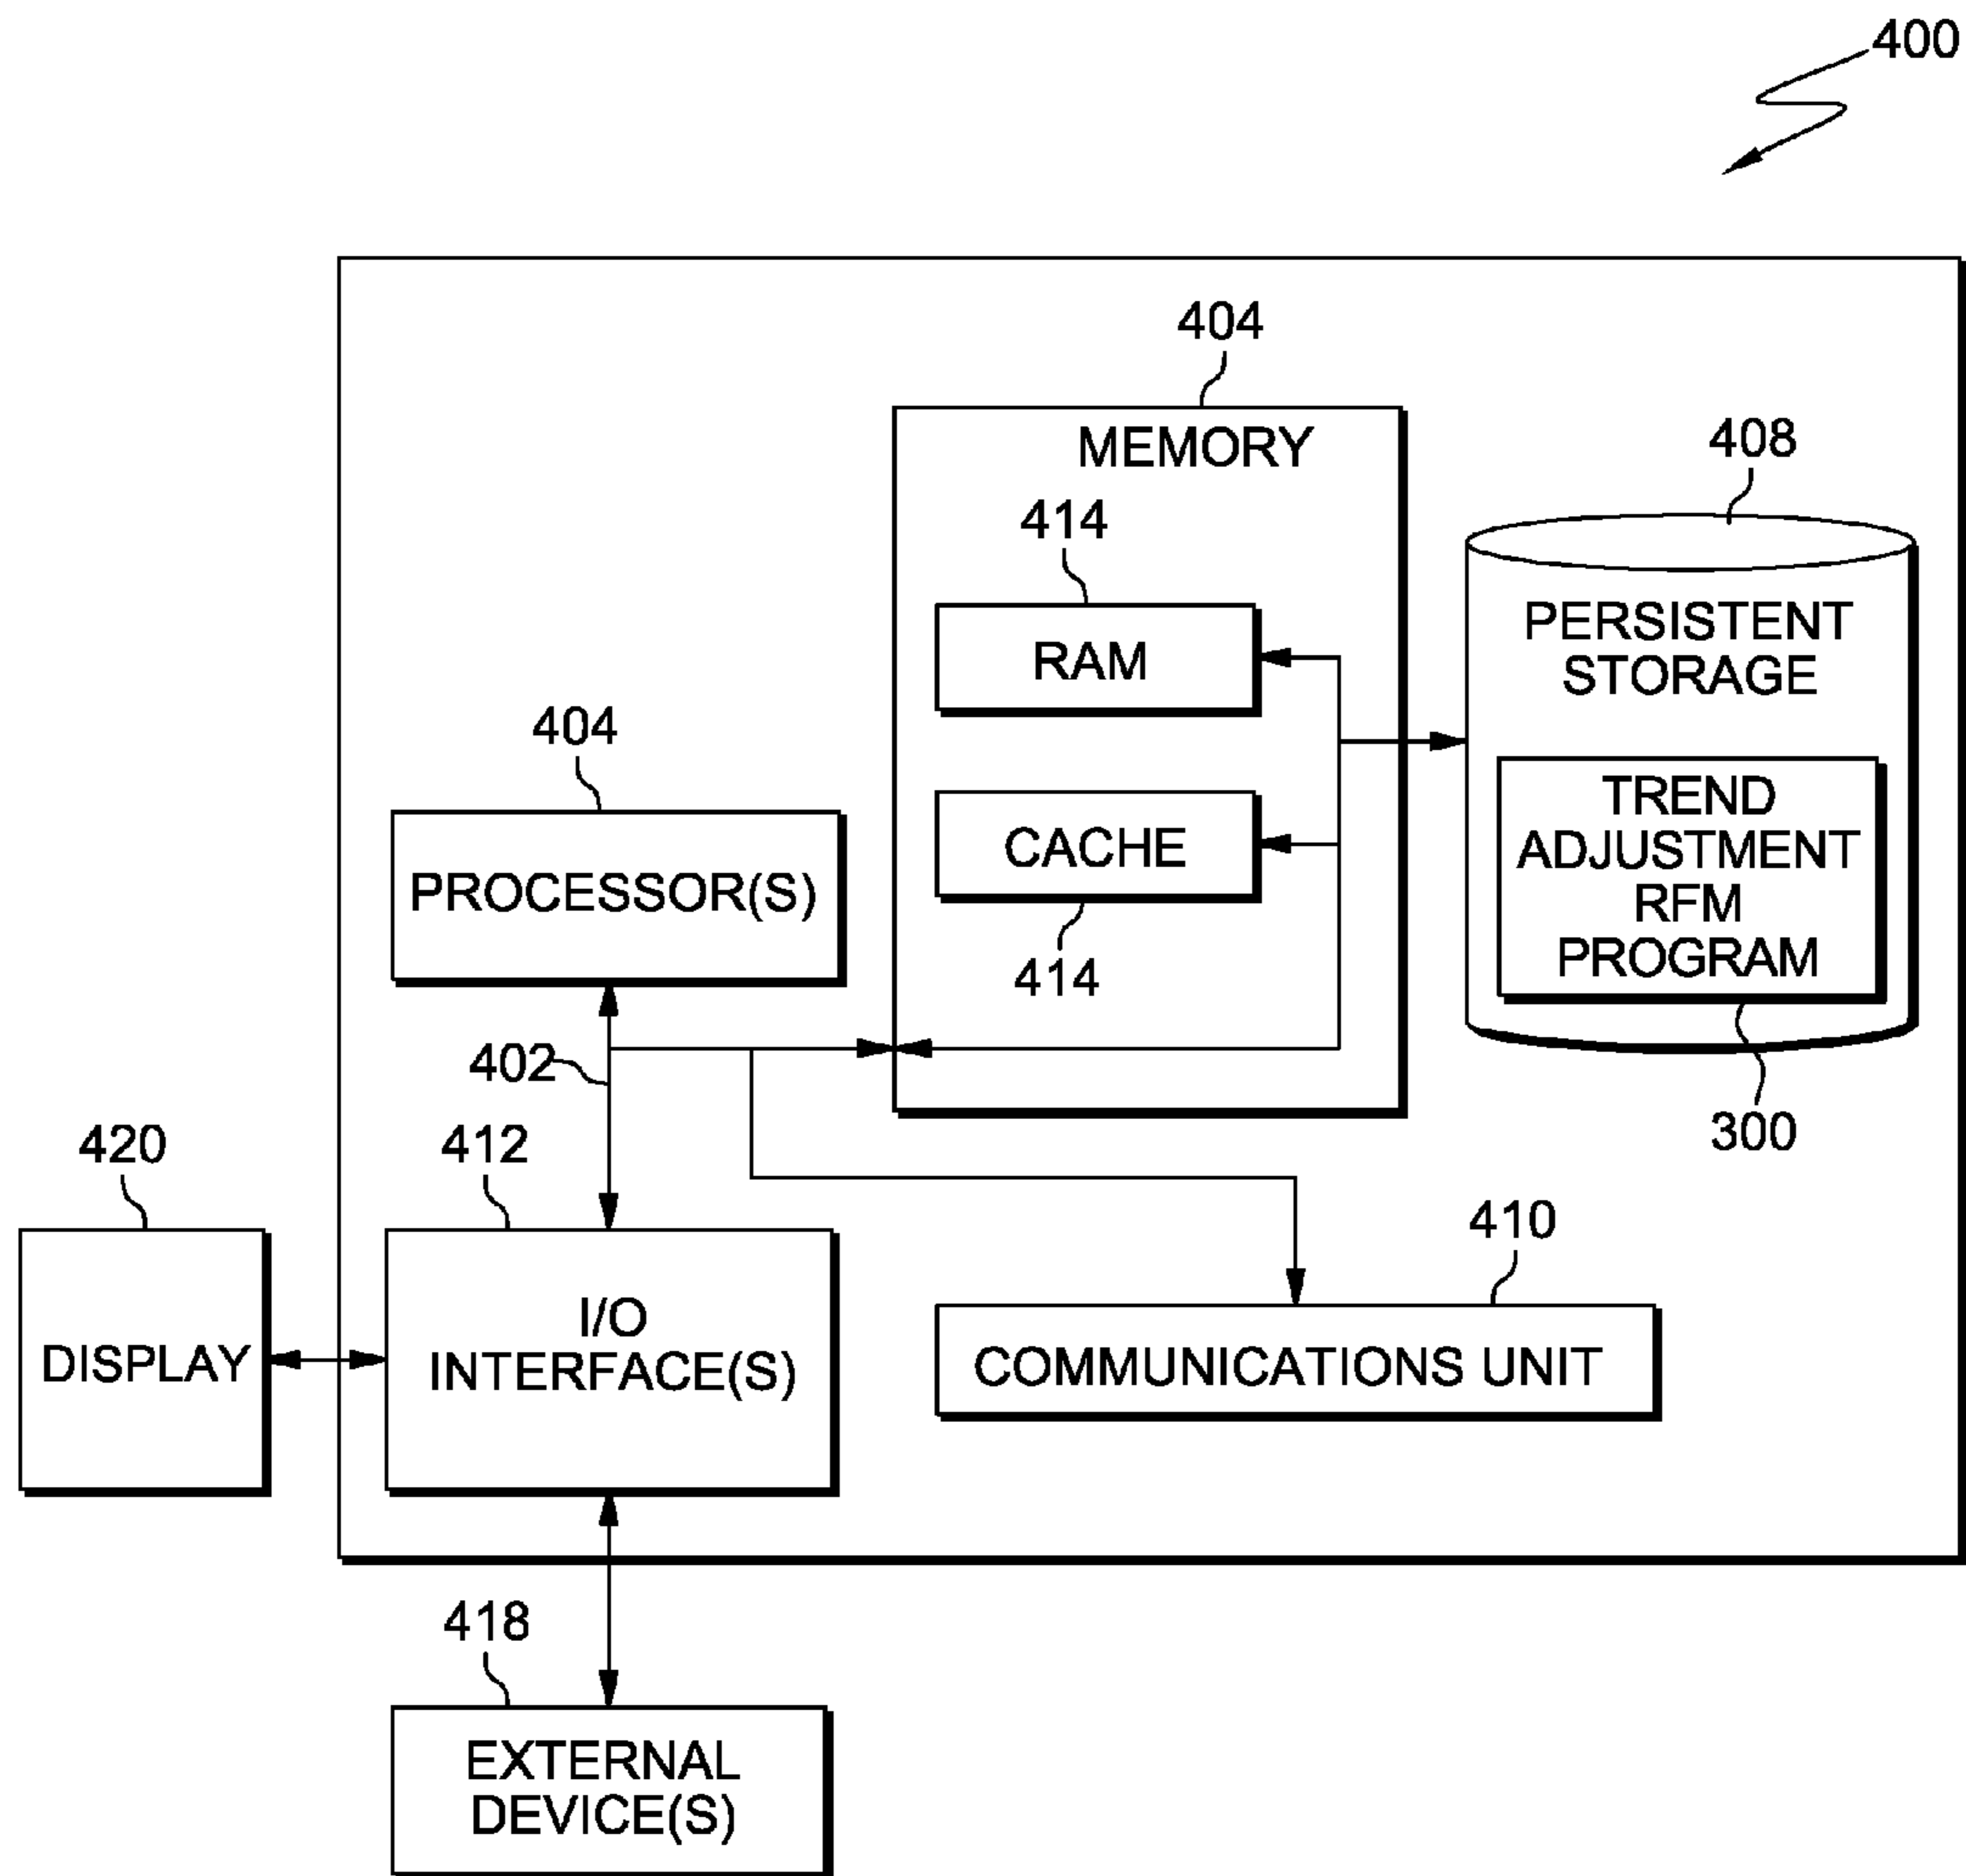 400
404
MEMORY
408
414
RAM
PERSISTENT
STORAGE
404
PROCESSOR(S)
CACHE
414
TREND
ADJUSTMENT
RFM
PROGRAM
300
402
420
412
410
DISPLAY
I/O
INTERFACE(S)
COMMUNICATIONS UNIT
418
EXTERNAL
DEVICE(S)